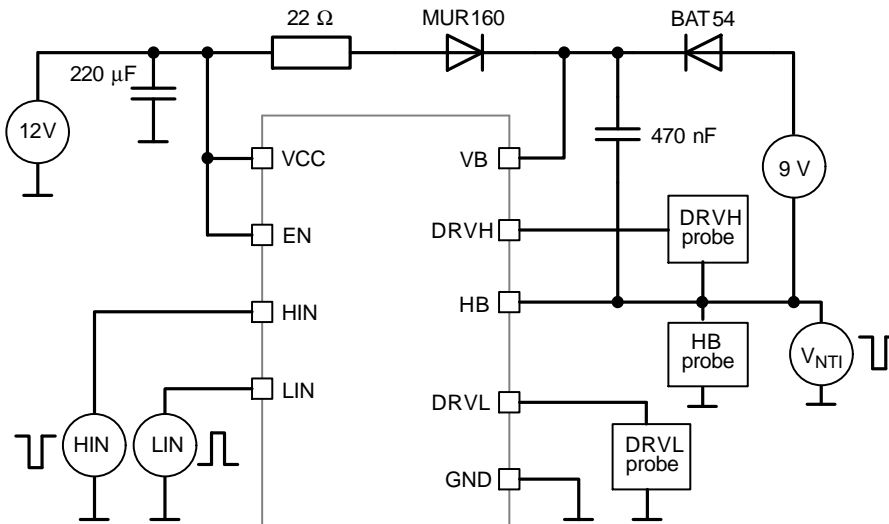 22 Ω
MUR160
BAT54
220 μF
12V
VCC
VB
470 nF
9 V
EN
DRVH
DRVH
probe
HIN
HB
HB
probe
VNTI
LIN
DRVL
HIN
LIN
DRVL
probe
GND